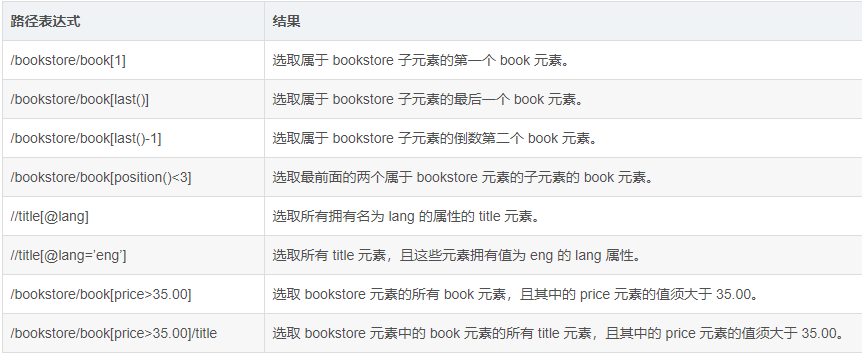 路径表达式 结果
/bookstore/book[1] 选取属于 bookstore 子元素的第一个 book 元素。
/bookstore/book[last()] 选取属于 bookstore 子元素的最后一个 book 元素。
/bookstore/book[last()-1] 选取属于 bookstore 子元素的倒数第二个 book 元素。
/bookstore/book[position()<3] 选取最前面的两个属于 bookstore 元素的子元素的 book 元素。
//title[@lang] 选取所有拥有名为 lang 的属性的 title 元素。
//title[@lang=’eng’] 选取所有 title 元素，且这些元素拥有值为 eng 的 lang 属性。
/bookstore/book[price>35.00] 选取 bookstore 元素的所有 book 元素，且其中的 price 元素的值须大于 35.00。
/bookstore/book[price>35.00]/title 选取 bookstore 元素中的 book 元素的所有 title 元素，且其中的 price 元素的值须大于 35.00。